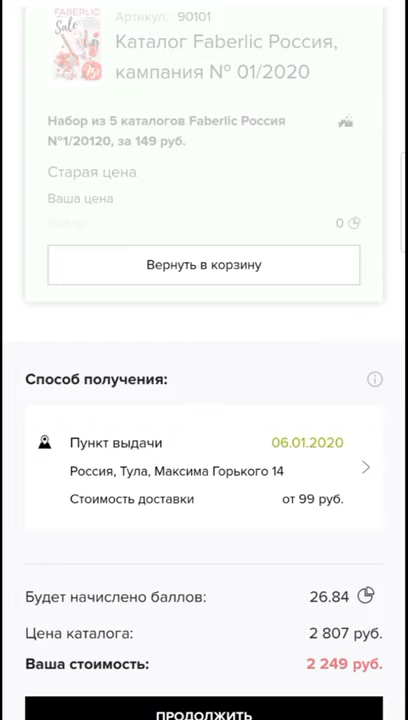 Артикул: 90101
FABERLIC
Sale
Каталог Faberlic Россия,
кампания № 01/2020
Набор из 5 каталогов Faberlic Россия
№1/20120, за 149 руб.
Старая цена
Ваша цена
0
Вернуть в корзину
Способ получения:
Пункт выдачи 06.01.2020
Россия, Тула, Максима Горького 14
Стоимость доставки от 99 руб.
Будет начислено баллов: 26.84
Цена каталога: 2 807 руб.
Ваша стоимость: 2 249 руб.
ПРОДОЛЖИТЬ